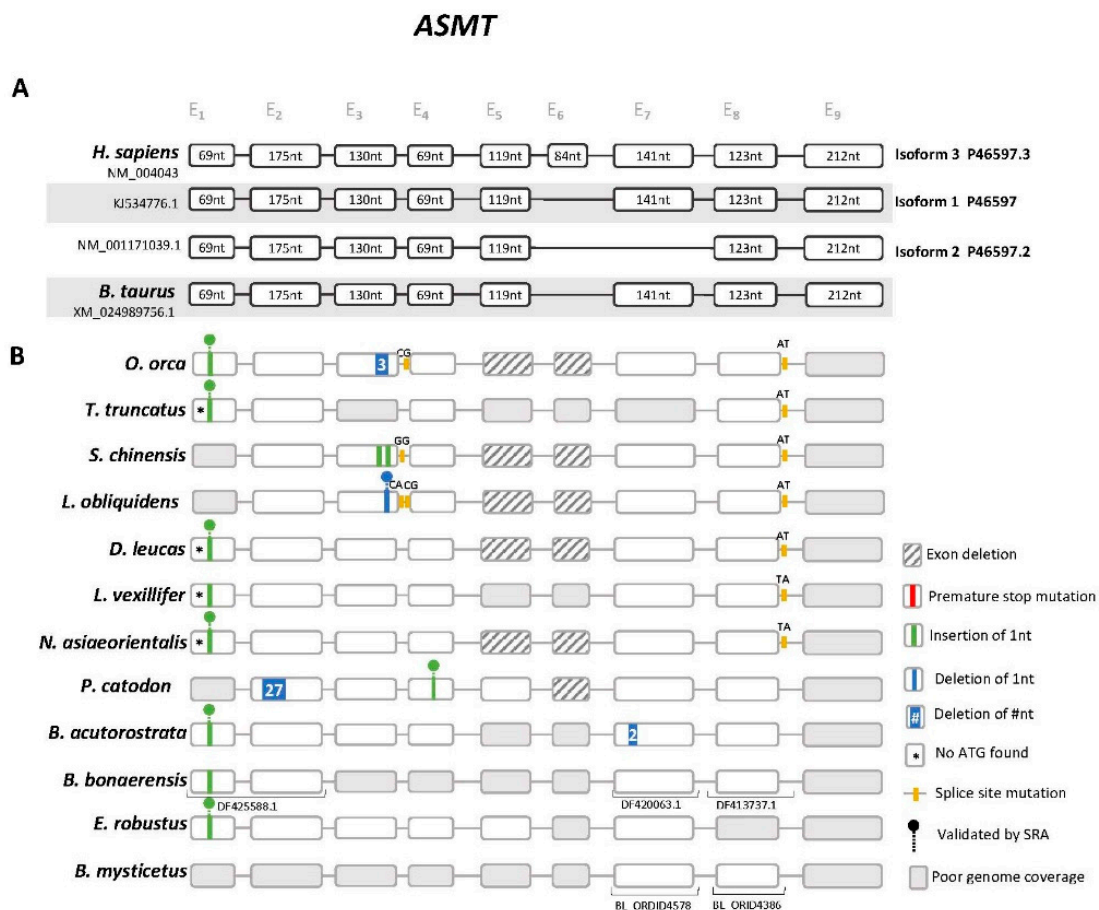 ASMT
A
E1 E2 E3 E4 E5 E6 E7 E8 E9
H. sapiens 69nt 175nt 130nt 69nt 119nt 84nt 141nt 123nt 212nt Isoform 3 P46597.3
NM_004043
KJ534776.1 69nt 175nt 130nt 69nt 119nt 141nt 123nt 212nt Isoform 1 P46597
NM_001171039.1 69nt 175nt 130nt 69nt 119nt 123nt 212nt Isoform 2 P46597.2
B. taurus 69nt 175nt 130nt 69nt 119nt 141nt 123nt 212nt
XM_024989756.1
B
O. orca 3 CG AT
T. truncatus * AT
S. chinensis GG AT
L. obliquidens CA CG AT
D. leucas * AT
L. vexillifer * TA
N. asiaeorientalis * TA
P. catodon 27
B. acutorostrata 2
B. bonaerensis
DF425588.1 DF420063.1 DF413737.1
E. robustus
B. mysticetus
BL_ORDID4578 BL_ORID4386
Exon deletion
Premature stop mutation
Insertion of 1nt
Deletion of 1nt
# Deletion of #nt
* No ATG found
Splice site mutation
Validated by SRA
Poor genome coverage